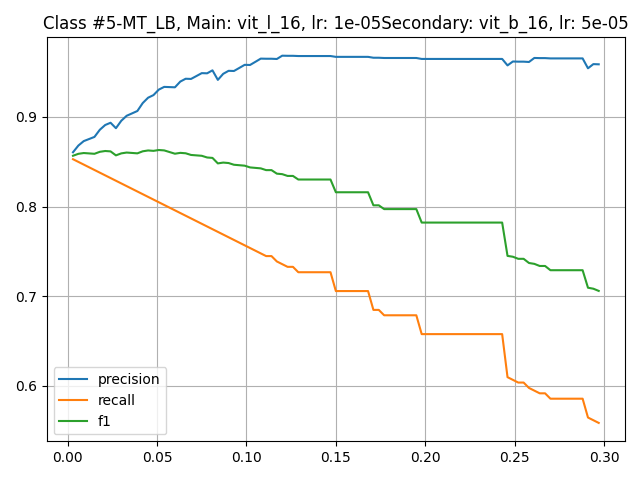 Class #5-MT_LB, Main: vit_l_16, lr: 1e-05Secondary: vit_b_16, lr: 5e-05
0.9
0.8
0.7
0.6
precision
recall
f1
0.00 0.05 0.10 0.15 0.20 0.25 0.30